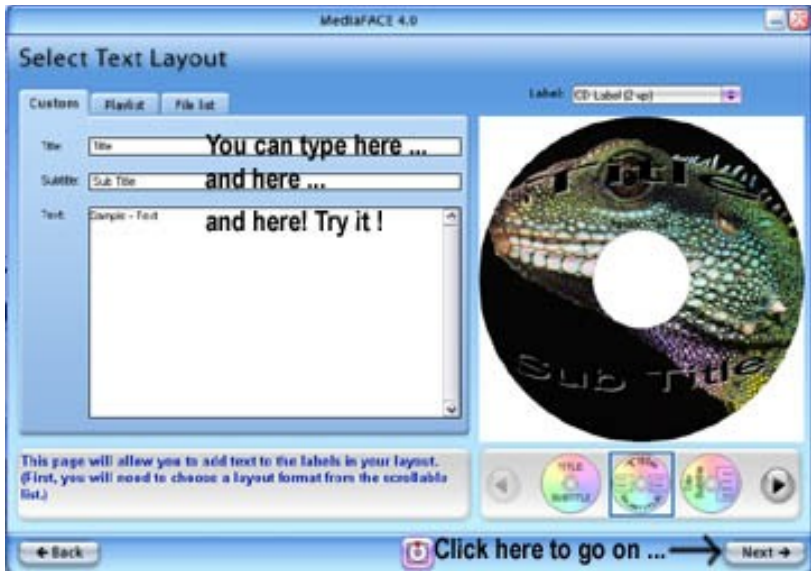 MediaFACE 4.0
Select Text Layout
Custom Playlist File list
Label: CD Label (2 up)
Title: Title You can type here ...
Subtitle: Sub Title and here ...
Text: Sample - Text and here! Try it !
Title
Sub Title
This page will allow you to add text to the labels in your layout.
(First, you will need to choose a layout format from the scrollable
list.)
TITLE
SUBTITLE
Back
Click here to go on ...
Next